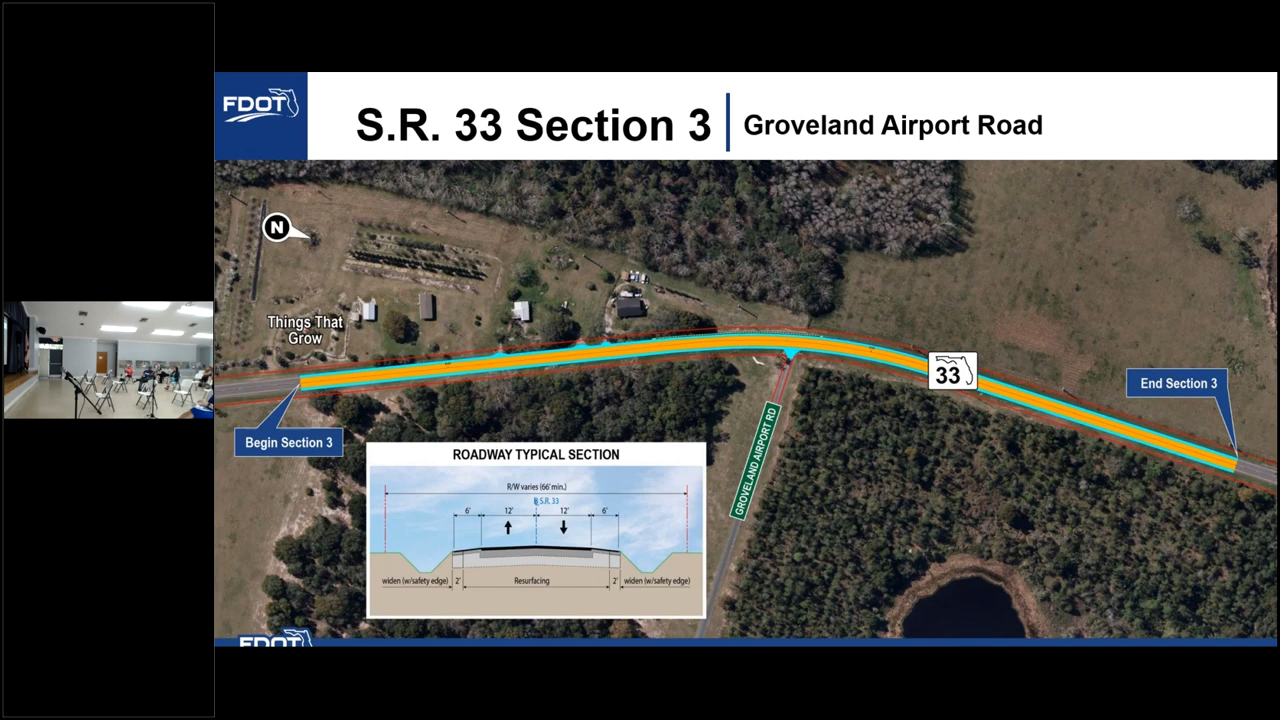 FDOT
S.R. 33 Section 3
Groveland Airport Road
N
Things That
Grow
33
End Section 3
Begin Section 3
GROVELAND AIRPORT RD
ROADWAY TYPICAL SECTION
R/W varies (66' min.)
S.R. 33
6' 12' 12' 6'
widen (w/safety edge) 2' Resurfacing 2' widen (w/safety edge)
FDOT